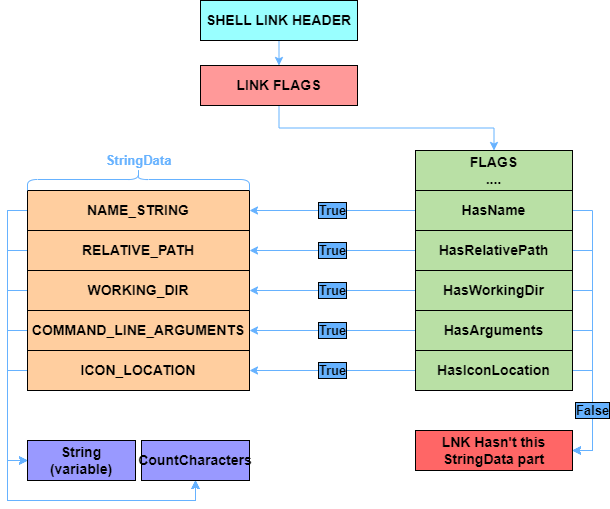 SHELL LINK HEADER
LINK FLAGS
StringData
FLAGS
....
NAME_STRING
True
HasName
RELATIVE_PATH
True
HasRelativePath
WORKING_DIR
True
HasWorkingDir
COMMAND_LINE_ARGUMENTS
True
HasArguments
ICON_LOCATION
True
HasIconLocation
False
String
(variable)
CountCharacters
LNK Hasn't this
StringData part